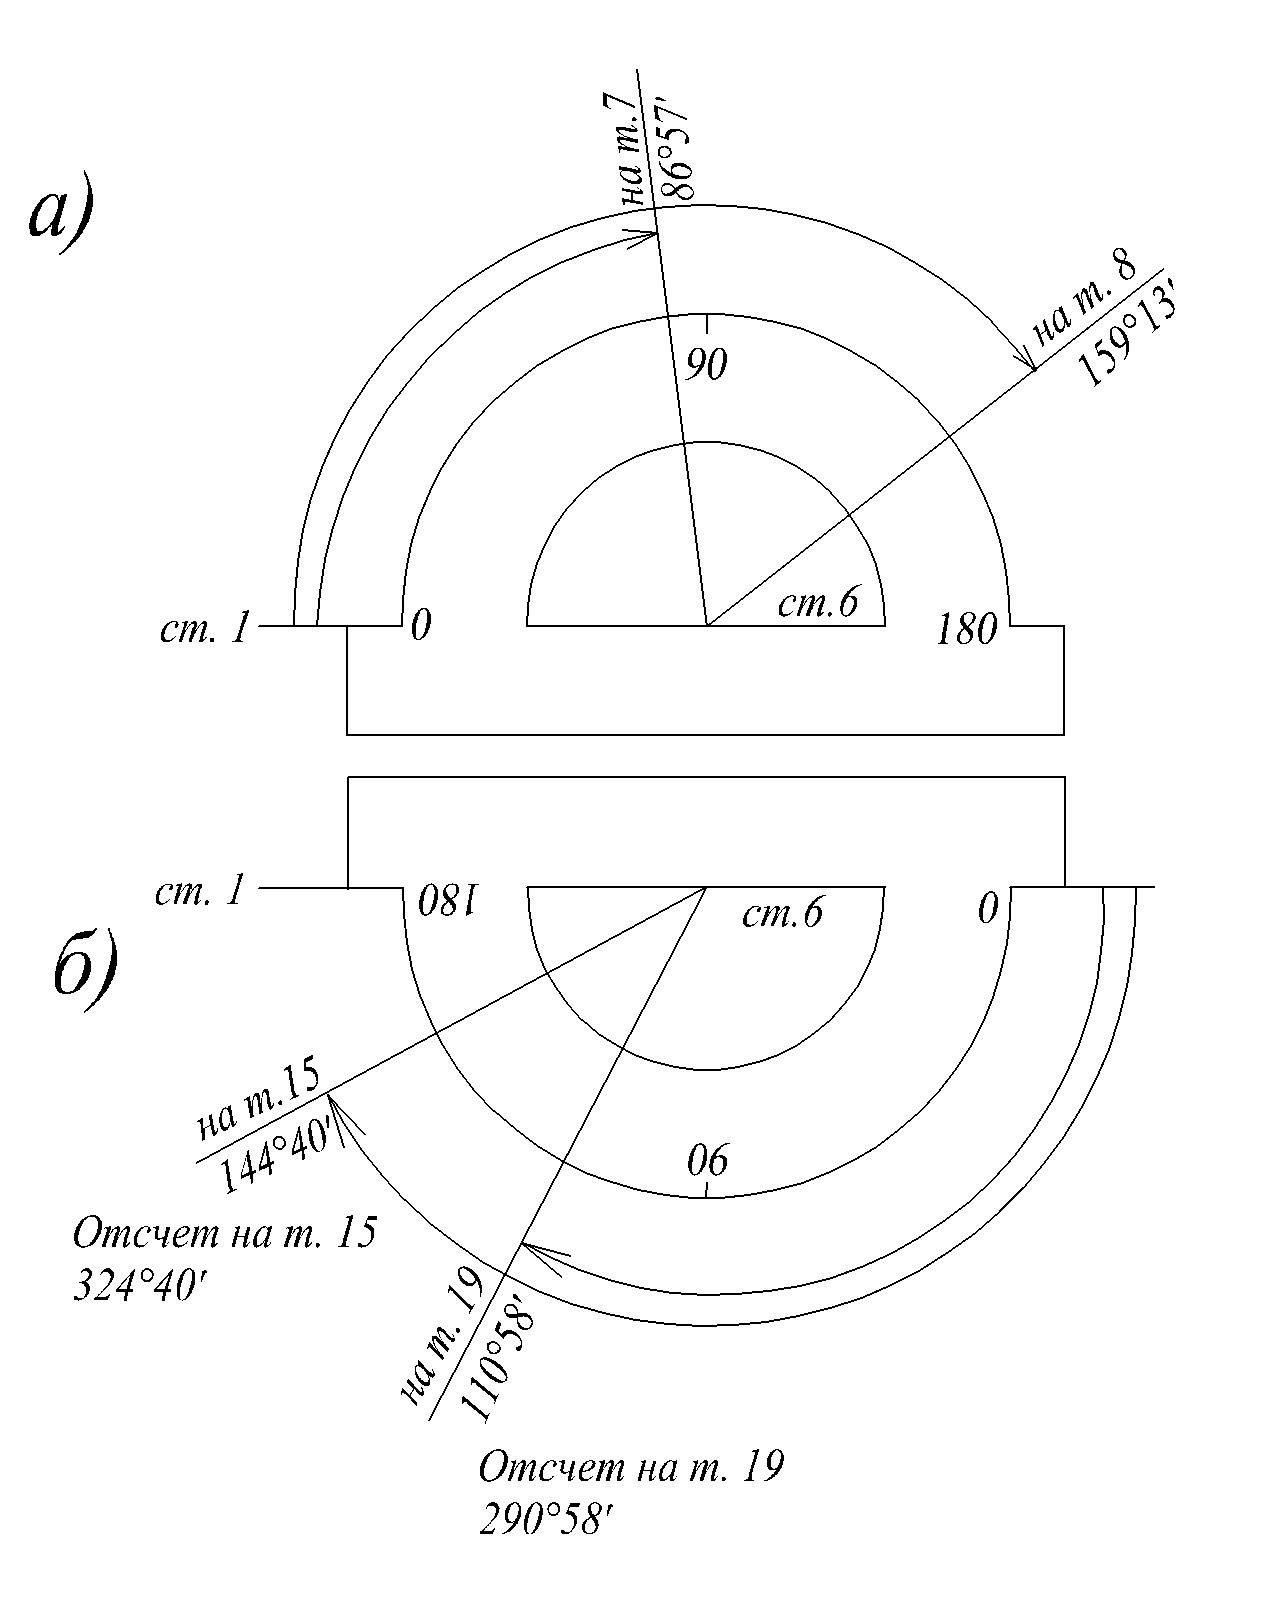 а)
на т.7
86°57'
на т. 8
159°13'
90
ст. 1
0
ст.6
180
ст. 1
180
ст.6
0
б)
на т.15
144°40'
90
Отсчет на т. 15
324°40'
на т. 19
110°58'
Отсчет на т. 19
290°58'